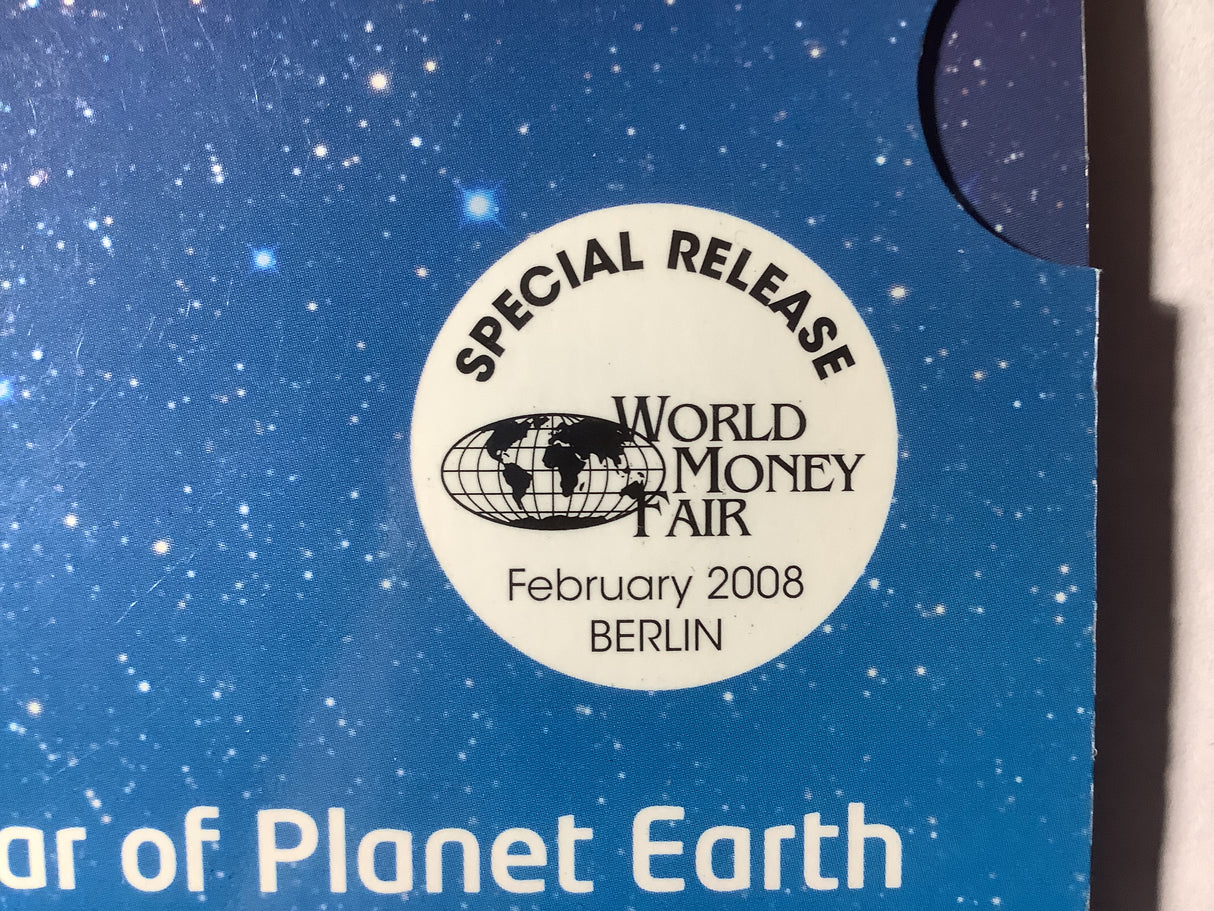 SPECIAL RELEASE
WORLD
MONEY
FAIR
February 2008
BERLIN
ar of Planet Earth